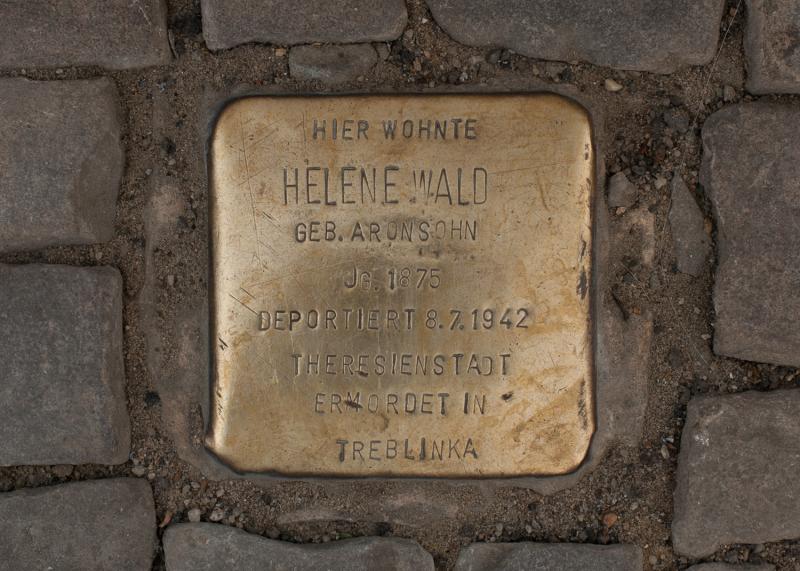 HIER WOHNTE
HELENE WALD
GEB. ARONSOHN
JG. 1875
DEPORTIERT 8.7.1942
THERESIENSTADT
ERMORDET IN
TREBLINKA